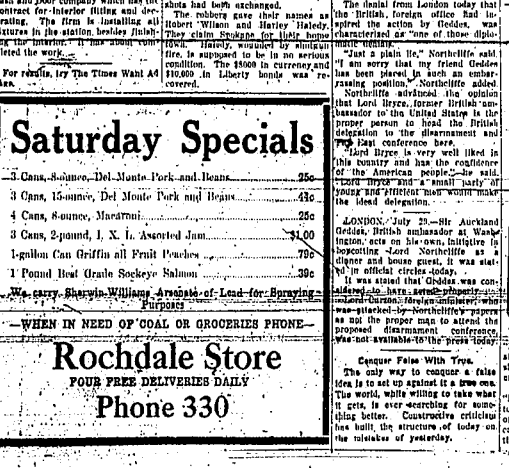 ash and Door company which has the
contract for interior fitting and dec-
orating. The firm is installing all
fixtures in the station, besides finish-
ing the interior. It has about com-
pleted the work.
For results, try The Times Want Ad
shots had been exchanged.
The robbers gave their names as
Robert Wilson and Harley Haledy.
They claim Spokane for their home
town. Haledy, wounded by shotgun
fire, is supposed to be in no serious
condition. The $8000 in currency and
$10,000 in Liberty bonds was re-
covered.
Saturday Specials
3 Cans, 8-ounce, Del Monte Pork and Beans 25c
3 Cans, 15-ounce, Del Monte Pork and Beans
4 Cans, 8-ounce, Macaroni 25c
3 Cans, 2-pound, I. X. L. Assorted Jam $1.00
1-gallon Can Griffin all Fruit Peaches 79c
1 Pound Best Grade Sockeye Salmon 39c
We carry Sherwin-Williams Arsenate of Lead for Spraying
Purposes
—WHEN IN NEED OF COAL OR GROCERIES PHONE—
Rochdale Store
FOUR FREE DELIVERIES DAILY
Phone 330
The denial from London today that
the British foreign office had in-
spired the action by Geddes, was
characterized as "one of those diplo-
matic denials."
"Just a plain lie," Northcliffe said.
"I am sorry that my friend Geddes
has been placed in such an embar-
rassing position," Northcliffe added.
Northcliffe advanced the opinion
that Lord Bryce, former British am-
bassador to the United States is the
proper person to head the British
delegation to the disarmament and
Far East conference here.
"Lord Bryce is very well liked in
this country and has the confidence
of the American people," he said.
"Lord Bryce and a small party of
young and efficient men would make
the ideal delegation.
LONDON, July 29.—Sir Auckland
Geddes, British ambassador at Wash-
ington, acts on his own initiative in
boycotting Lord Northcliffe as a
dinner and house guest, it was stat-
ed in official circles today.
It was stated that Geddes was con-
sidered to have acted properly.
Lord Curzon, foreign minister, who
was attacked by Northcliffe's papers
as not the proper man to attend the
proposed disarmament conference,
was not available to the press today.
Conquer False With True.
The only way to conquer a false
idea is to set up against it a true one.
The world, while willing to take what
it gets, is ever searching for some-
thing better. Constructive criticism
has built the structure of today on
the mistakes of yesterday.